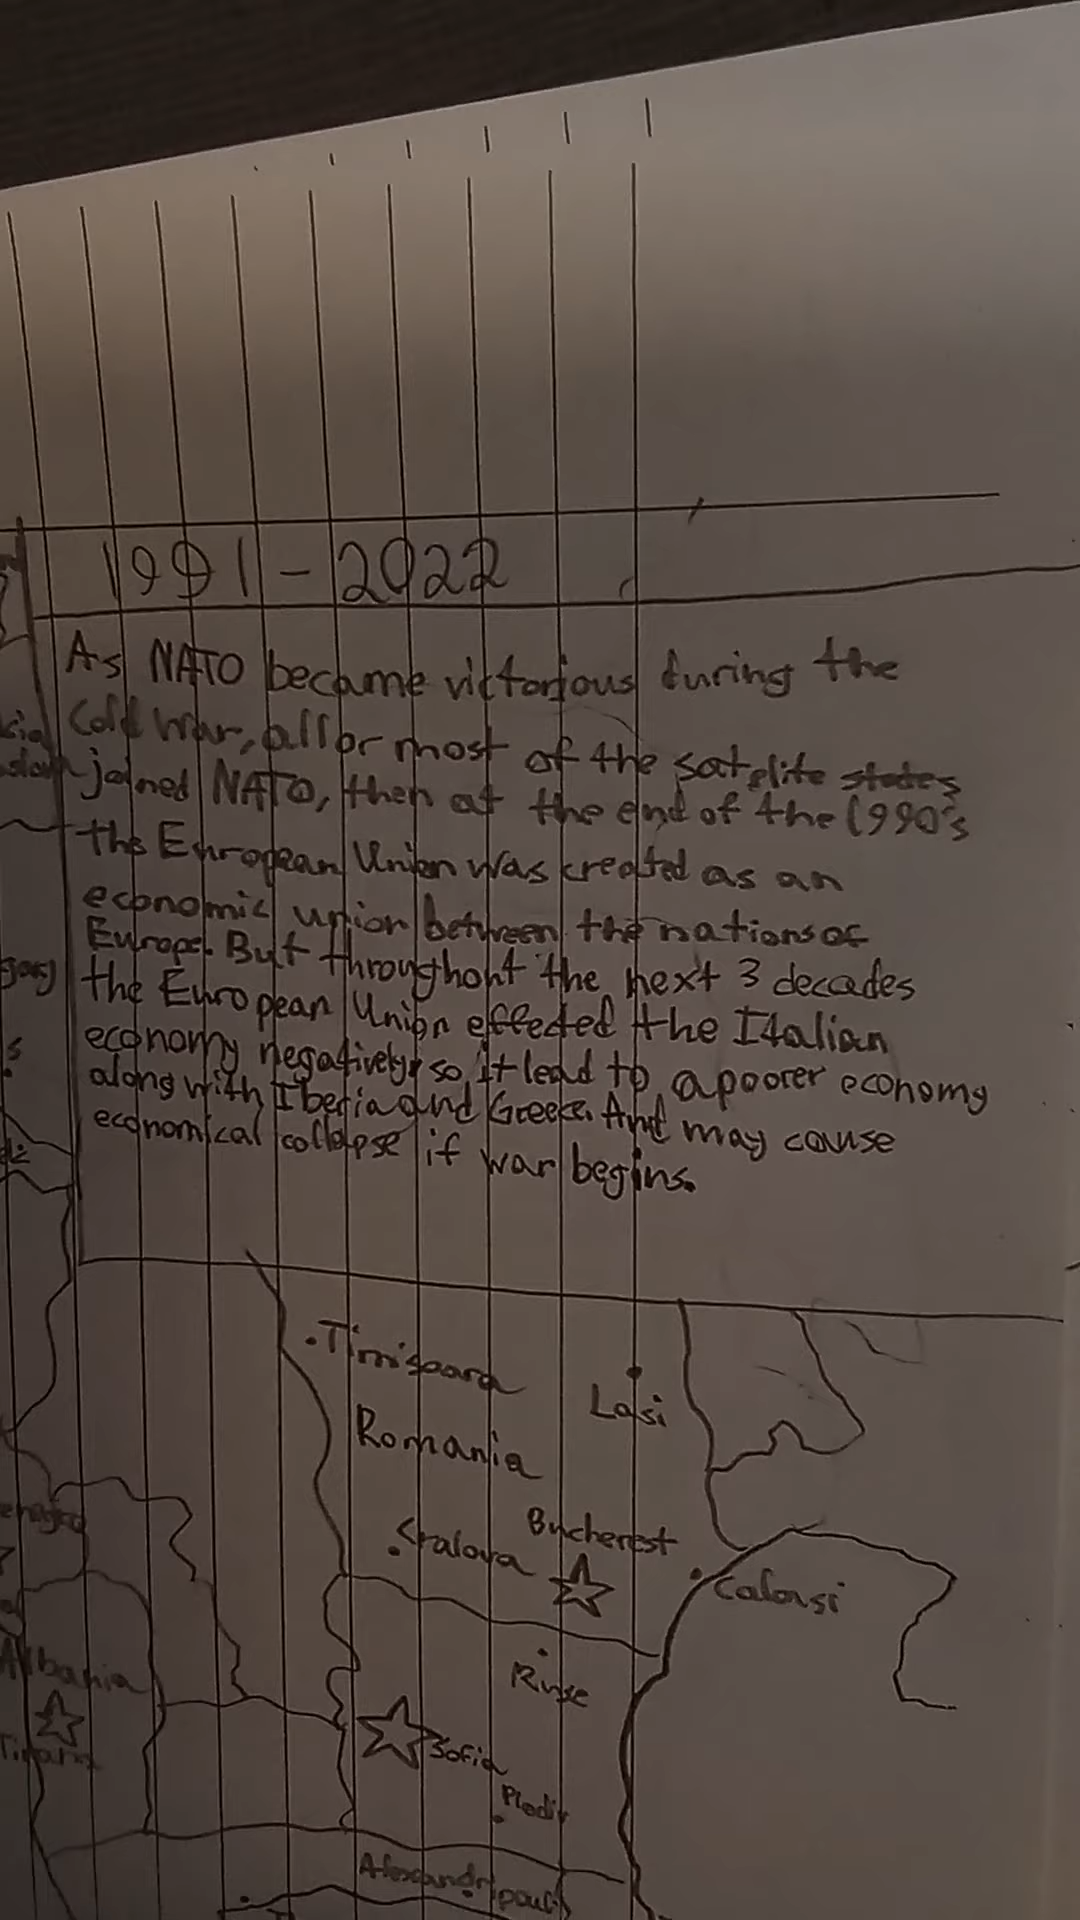 1991-2022
As NATO became victorious during the
Cold War, all or most of the satelite states
joined NATO, then at the end of the 1990's
the European Union was created as an
economic union between the nations of
Europe. But throughout the next 3 decades
the European Union effected the Italian
economy negatively, so it lead to a poorer economy
along with Iberia and Greece. And may cause
economical collapse if war begins.
Timisoara
Lasi
Romania
Bucherest
Albania
Sofia
Plodiv